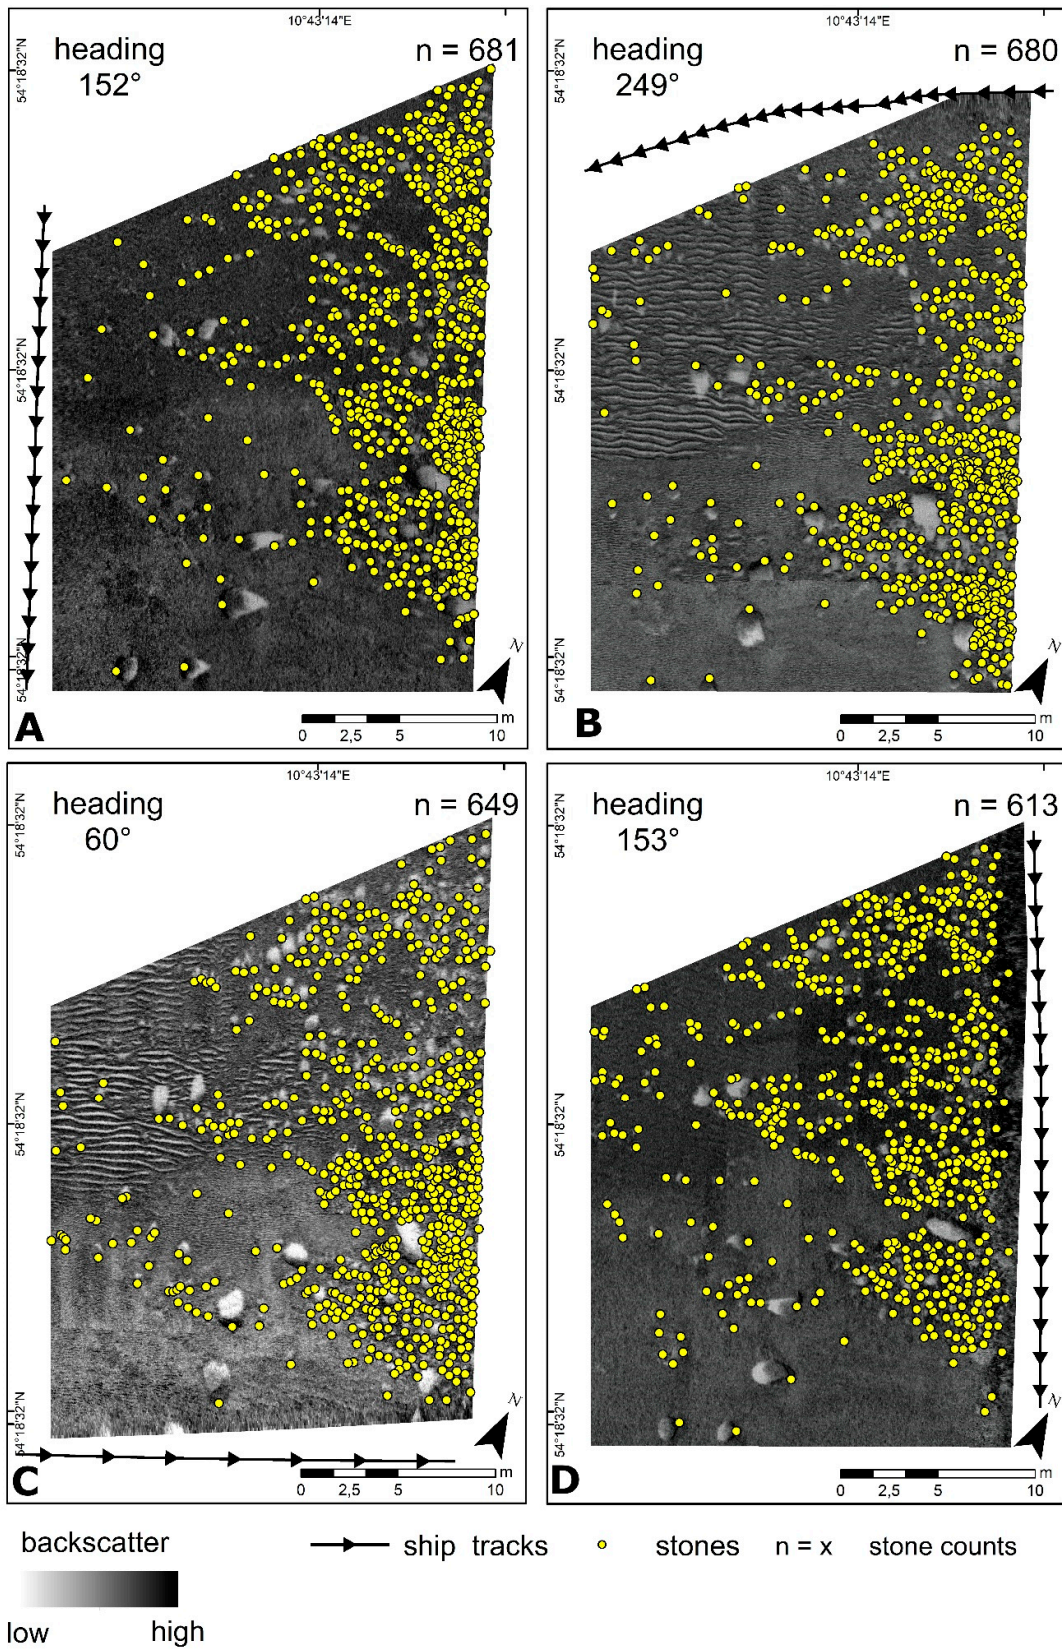 10°43'14"E
heading
152°
n = 681
54°18'32"N
54°18'32"N
54°18'32"N
N
A
m
0 2,5 5 10
10°43'14"E
heading
249°
n = 680
54°18'32"N
54°18'32"N
54°18'32"N
N
B
m
0 2,5 5 10
10°43'14"E
heading
60°
n = 649
54°18'32"N
54°18'32"N
54°18'32"N
N
C
m
0 2,5 5 10
10°43'14"E
heading
153°
n = 613
54°18'32"N
54°18'32"N
54°18'32"N
N
D
m
0 2,5 5 10
backscatter
low high
ship tracks
stones
n = x stone counts